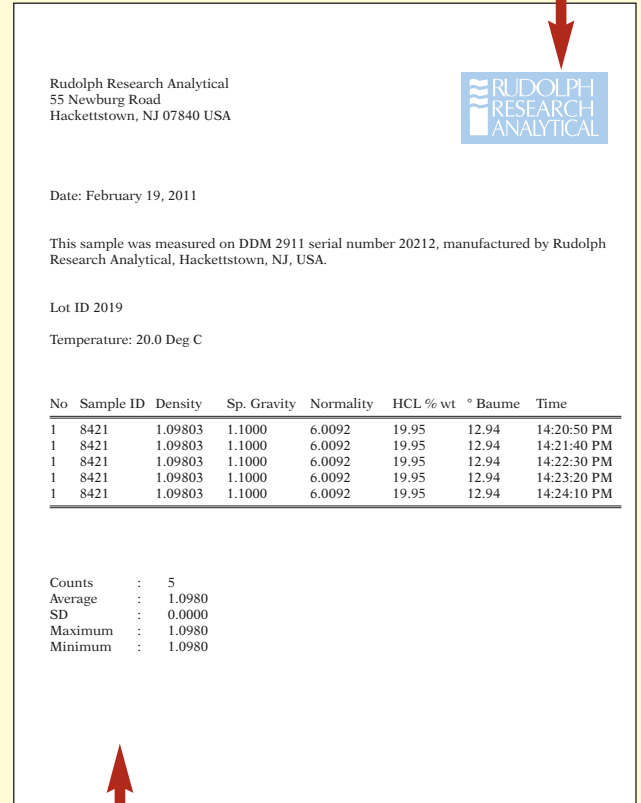 Rudolph Research Analytical
55 Newburg Road
Hackettstown, NJ 07840 USA
RUDOLPH
RESEARCH
ANALYTICAL
Date: February 19, 2011
This sample was measured on DDM 2911 serial number 20212, manufactured by Rudolph
Research Analytical, Hackettstown, NJ, USA.
Lot ID 2019
Temperature: 20.0 Deg C
No Sample ID Density Sp. Gravity Normality HCL % wt ° Baume Time
1 8421 1.09803 1.1000 6.0092 19.95 12.94 14:20:50 PM
1 8421 1.09803 1.1000 6.0092 19.95 12.94 14:21:40 PM
1 8421 1.09803 1.1000 6.0092 19.95 12.94 14:22:30 PM
1 8421 1.09803 1.1000 6.0092 19.95 12.94 14:23:20 PM
1 8421 1.09803 1.1000 6.0092 19.95 12.94 14:24:10 PM
Counts : 5
Average : 1.0980
SD : 0.0000
Maximum : 1.0980
Minimum : 1.0980